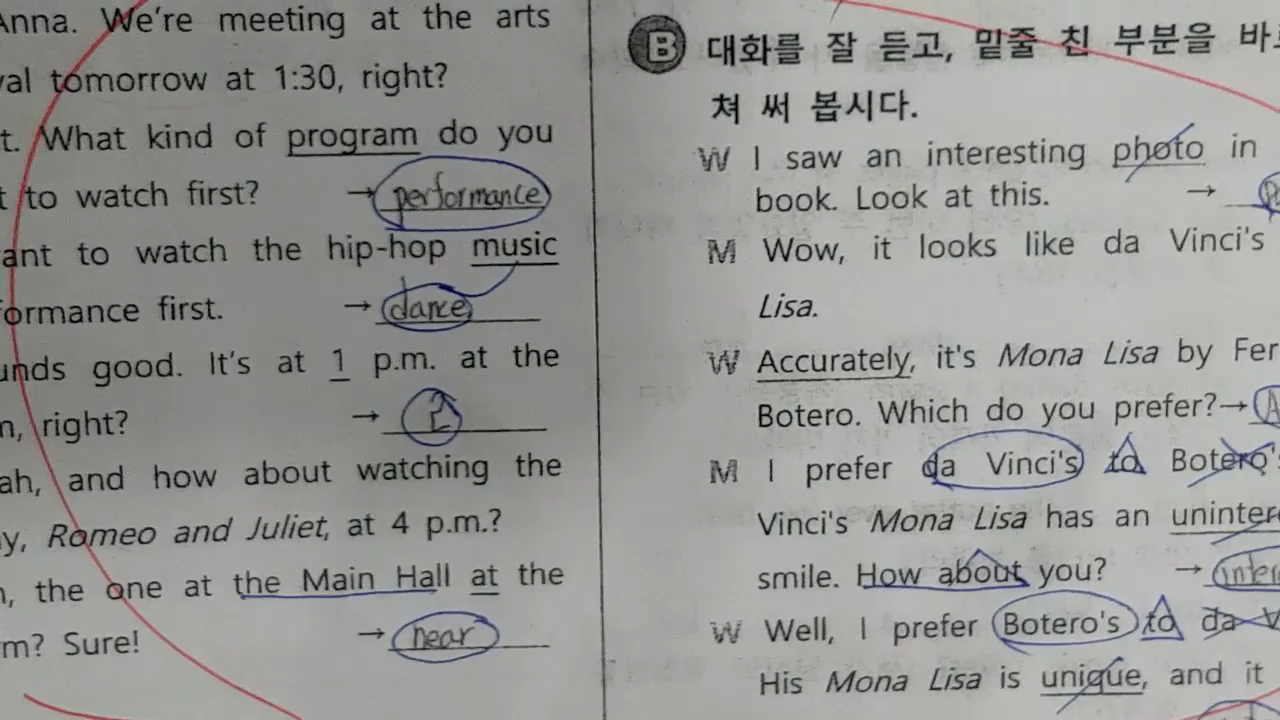 Anna. We're meeting at the arts
val tomorrow at 1:30, right?
t. What kind of program do you
t to watch first? → performance
ant to watch the hip-hop music
formance first. → dance
unds good. It's at 1 p.m. at the
n, right? → 2
ah, and how about watching the
y, Romeo and Juliet, at 4 p.m.?
n, the one at the Main Hall at the
m? Sure! → near
B 대화를 잘 듣고, 밑줄 친 부분을 바
쳐 써 봅시다.
W I saw an interesting photo in
book. Look at this. →
M Wow, it looks like da Vinci's
Lisa.
W Accurately, it's Mona Lisa by Fer
Botero. Which do you prefer?→ A
M I prefer da Vinci's to Botero's
Vinci's Mona Lisa has an uninter
smile. How about you? → inter
W Well, I prefer Botero's to da V
His Mona Lisa is unique, and it